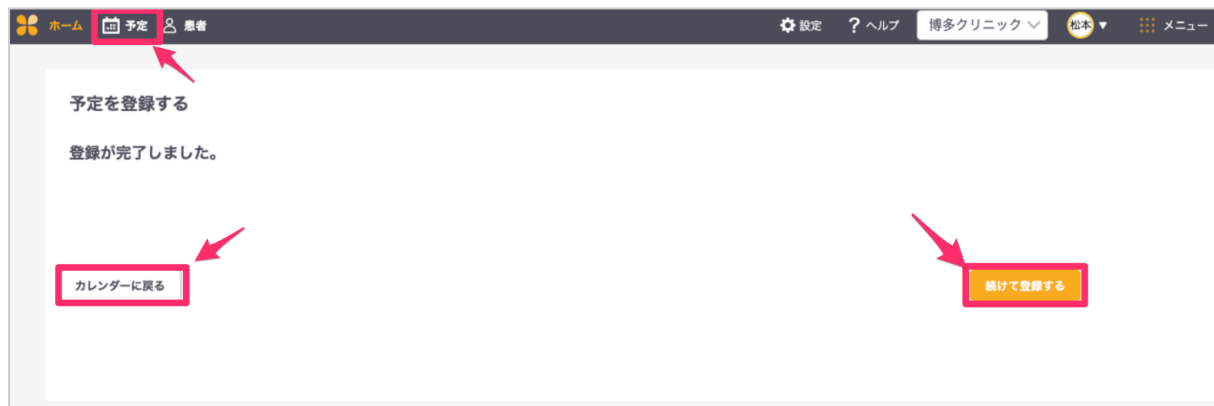 ホーム 予定 患者 設定 ? ヘルプ 博多クリニック 松本 ▼ メニュー
予定を登録する
登録が完了しました。
カレンダーに戻る 続けて登録する